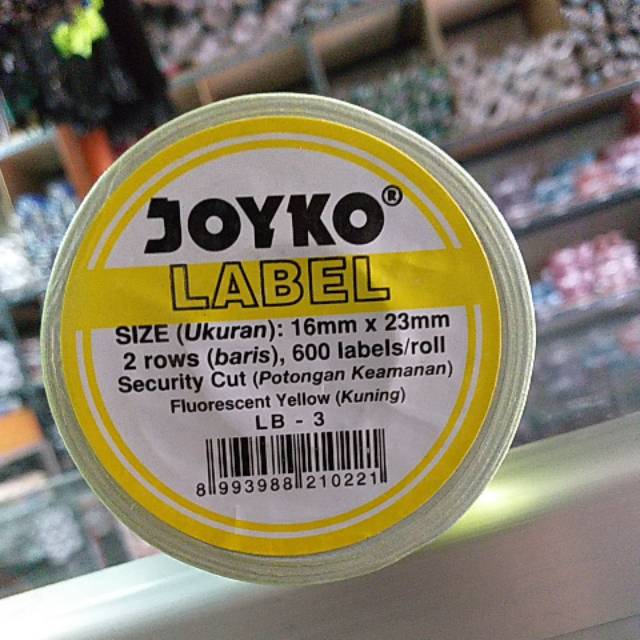 JOYKO®
LABEL
SIZE (Ukuran): 16mm x 23mm
2 rows (baris), 600 labels/roll
Security Cut (Potongan Keamanan)
Fluorescent Yellow (Kuning)
LB - 3
8 993988 210221